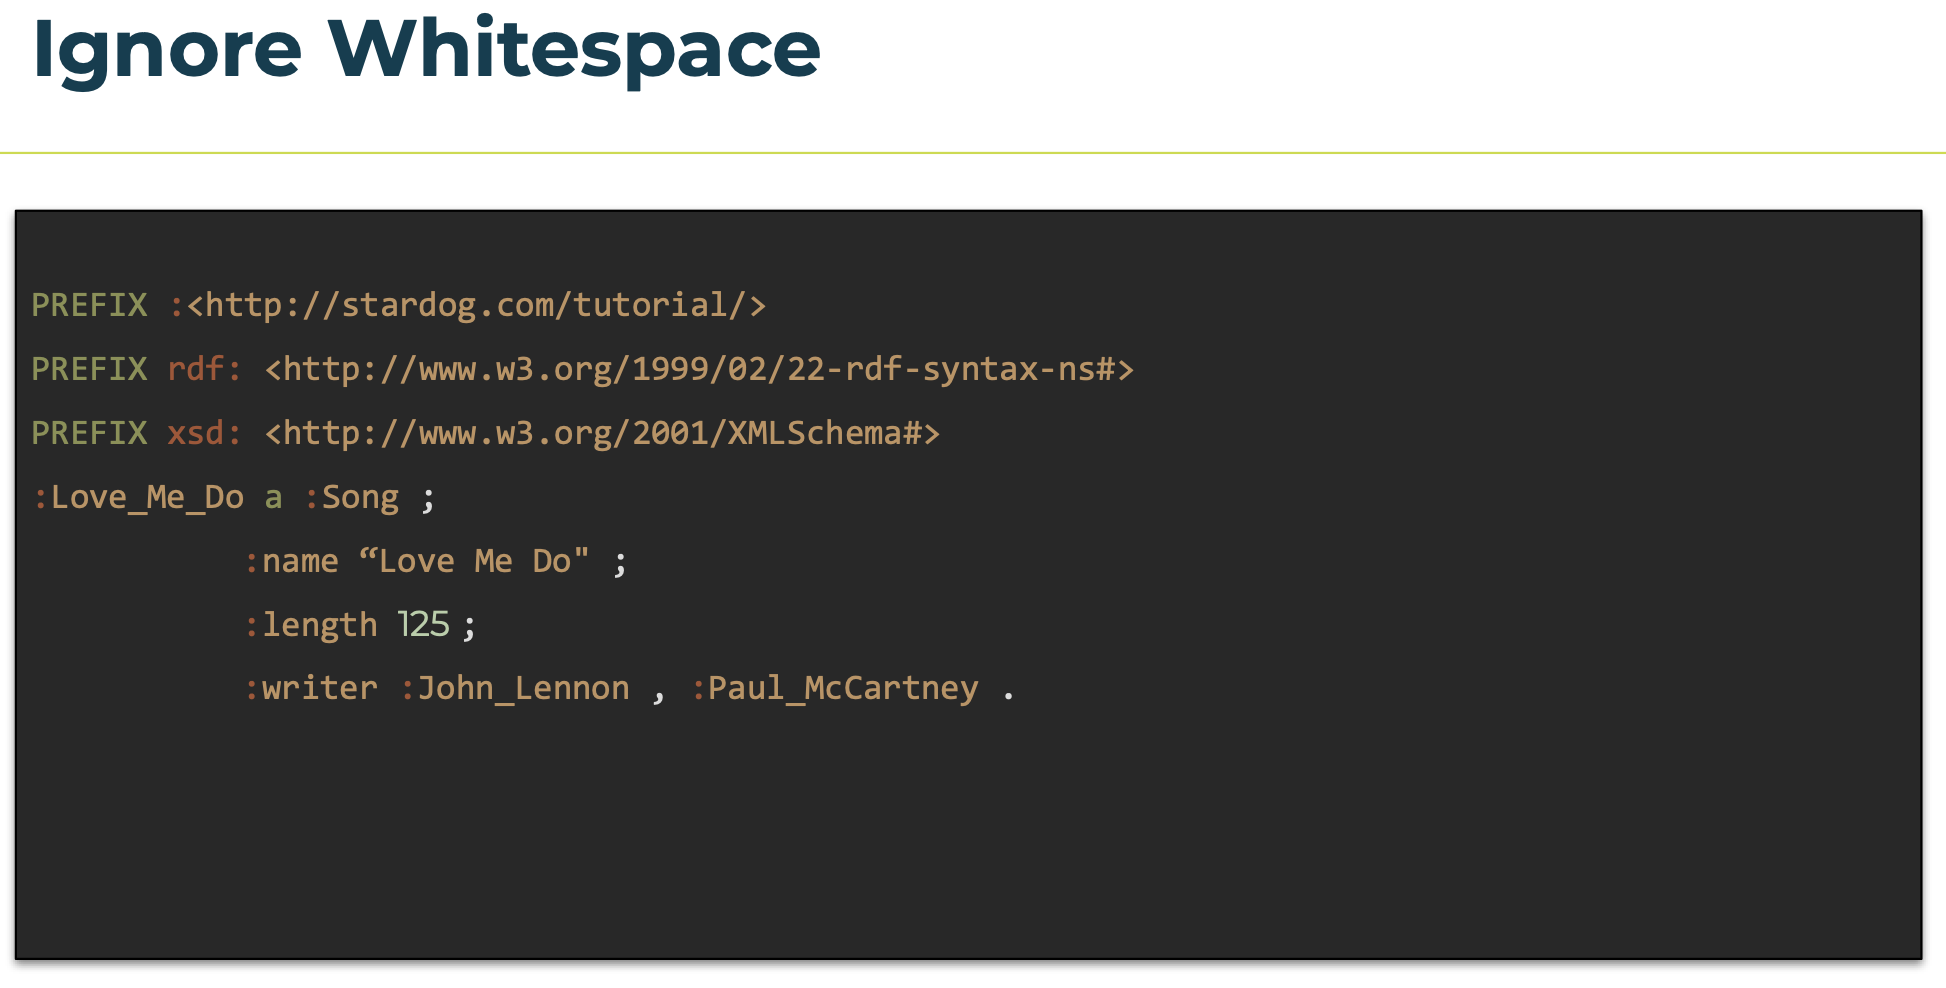 Ignore Whitespace
PREFIX :<http://stardog.com/tutorial/>
PREFIX rdf: <http://www.w3.org/1999/02/22-rdf-syntax-ns#>
PREFIX xsd: <http://www.w3.org/2001/XMLSchema#>
:Love_Me_Do a :Song ;
:name “Love Me Do" ;
:length 125 ;
:writer :John_Lennon , :Paul_McCartney .